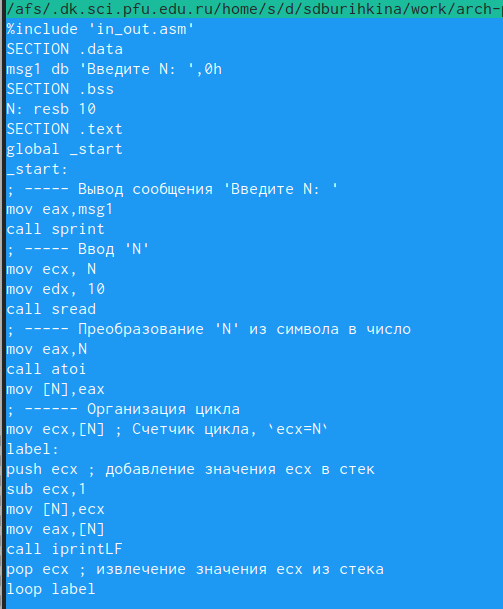 /afs/.dk.sci.pfu.edu.ru/home/s/d/sdburihkina/work/arch-p
%include 'in_out.asm'
SECTION .data
msg1 db 'Введите N: ',0h
SECTION .bss
N: resb 10
SECTION .text
global _start
_start:
; ----- Вывод сообщения 'Введите N: '
mov eax,msg1
call sprint
; ----- Ввод 'N'
mov ecx, N
mov edx, 10
call sread
; ----- Преобразование 'N' из символа в число
mov eax,N
call atoi
mov [N],eax
; ------ Организация цикла
mov ecx,[N] ; Счетчик цикла, `ecx=N`
label:
push ecx ; добавление значения ecx в стек
sub ecx,1
mov [N],ecx
mov eax,[N]
call iprintLF
pop ecx ; извлечение значения ecx из стека
loop label